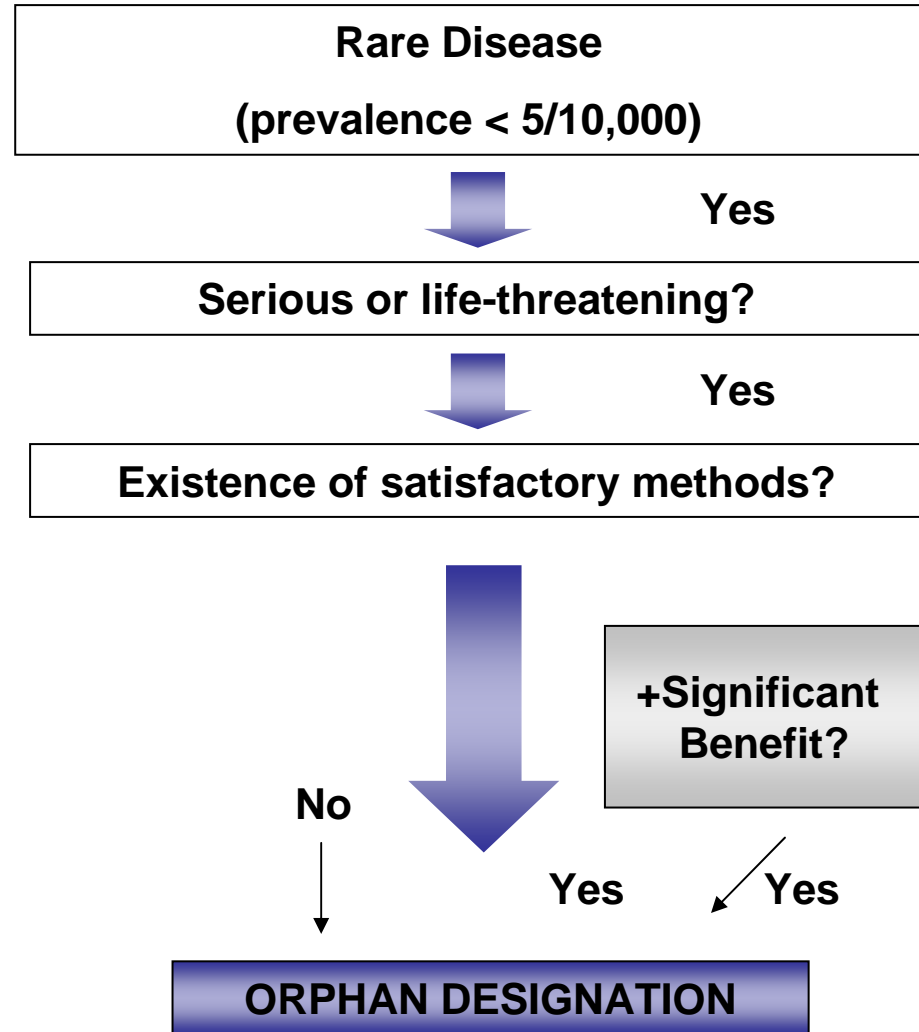 Rare Disease
(prevalence < 5/10,000)
Yes
Serious or life-threatening?
Yes
Existence of satisfactory methods?
+Significant
Benefit?
No
Yes
Yes
ORPHAN DESIGNATION